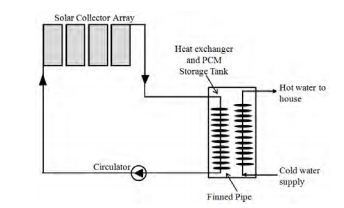 Solar Collector Array
Heat exchanger
and PCM
Storage Tank
Hot water to
house
Circulator
Cold water
supply
Finned Pipe